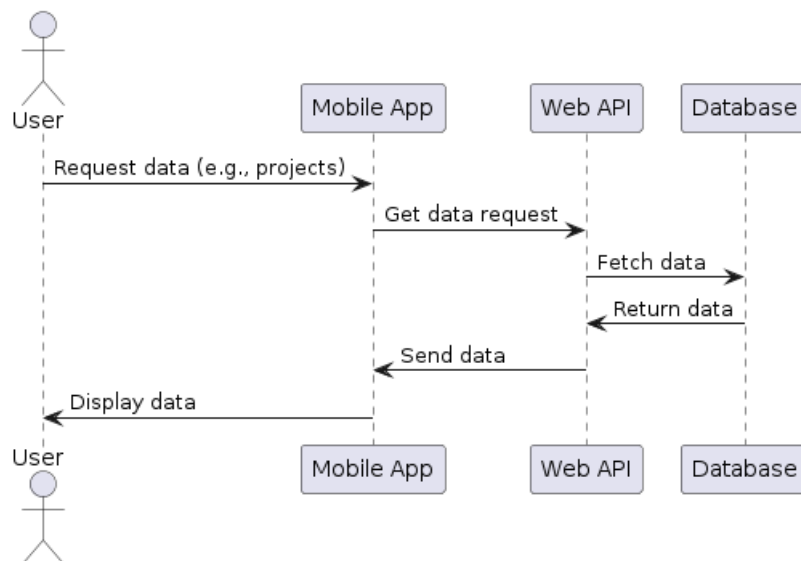 User
Mobile App
Web API
Database
Request data (e.g., projects)
Get data request
Fetch data
Return data
Send data
Display data
User
Mobile App
Web API
Database